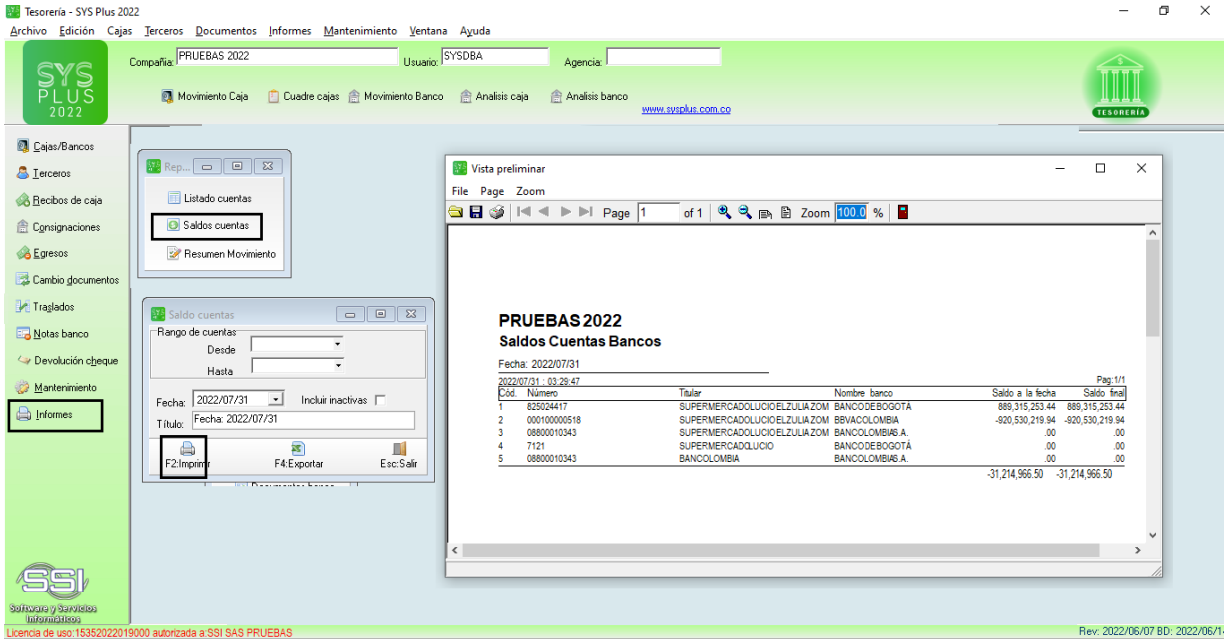 Tesorería - SYS Plus 2022
Archivo Edición Cajas Terceros Documentos Informes Mantenimiento Ventana Ayuda
SYS
PLUS
2022
Compañia: PRUEBAS 2022 Usuario: SYSDBA Agencia:
Movimiento Caja Cuadre cajas Movimiento Banco Analisis caja Analisis banco
www.sysplus.com.co
TESORERÍA
Cajas/Bancos
Terceros
Recibos de caja
Consignaciones
Egresos
Cambio documentos
Traslados
Notas banco
Devolución cheque
Mantenimiento
Informes
Rep...
Listado cuentas
Saldos cuentas
Resumen Movimiento
Saldo cuentas
Rango de cuentas
Desde
Hasta
Fecha: 2022/07/31 Incluir inactivas
Título: Fecha: 2022/07/31
F2:Imprimir F4:Exportar Esc:Salir
Vista preliminar
File Page Zoom
Page 1 of 1 Zoom 100.0 %
PRUEBAS 2022
Saldos Cuentas Bancos
Fecha: 2022/07/31
2022/07/31 : 03:29:47 Pag:1/1
Cód. Número Titular Nombre banco Saldo a la fecha Saldo final
1 825024417 SUPERMERCADOLUCIOELZULIAZOM BANCODEBOGOTÁ 889,315,253.44 889,315,253.44
2 000100000518 SUPERMERCADOLUCIOELZULIAZOM BBVACOLOMBIA -920,530,219.94 -920,530,219.94
3 08800010343 SUPERMERCADOLUCIOELZULIAZOM BANCOLOMBIAS.A. .00 .00
4 7121 SUPERMERCADOLUCIO BANCODEBOGOTÁ .00 .00
5 08800010343 BANCOLOMBIA BANCOLOMBIAS.A. .00 .00
-31,214,966.50 -31,214,966.50
SSI
Software y Servicios
Informáticos
Licencia de uso:15352022019000 autorizada a:SSI SAS PRUEBAS
Rev: 2022/06/07 BD: 2022/06/1